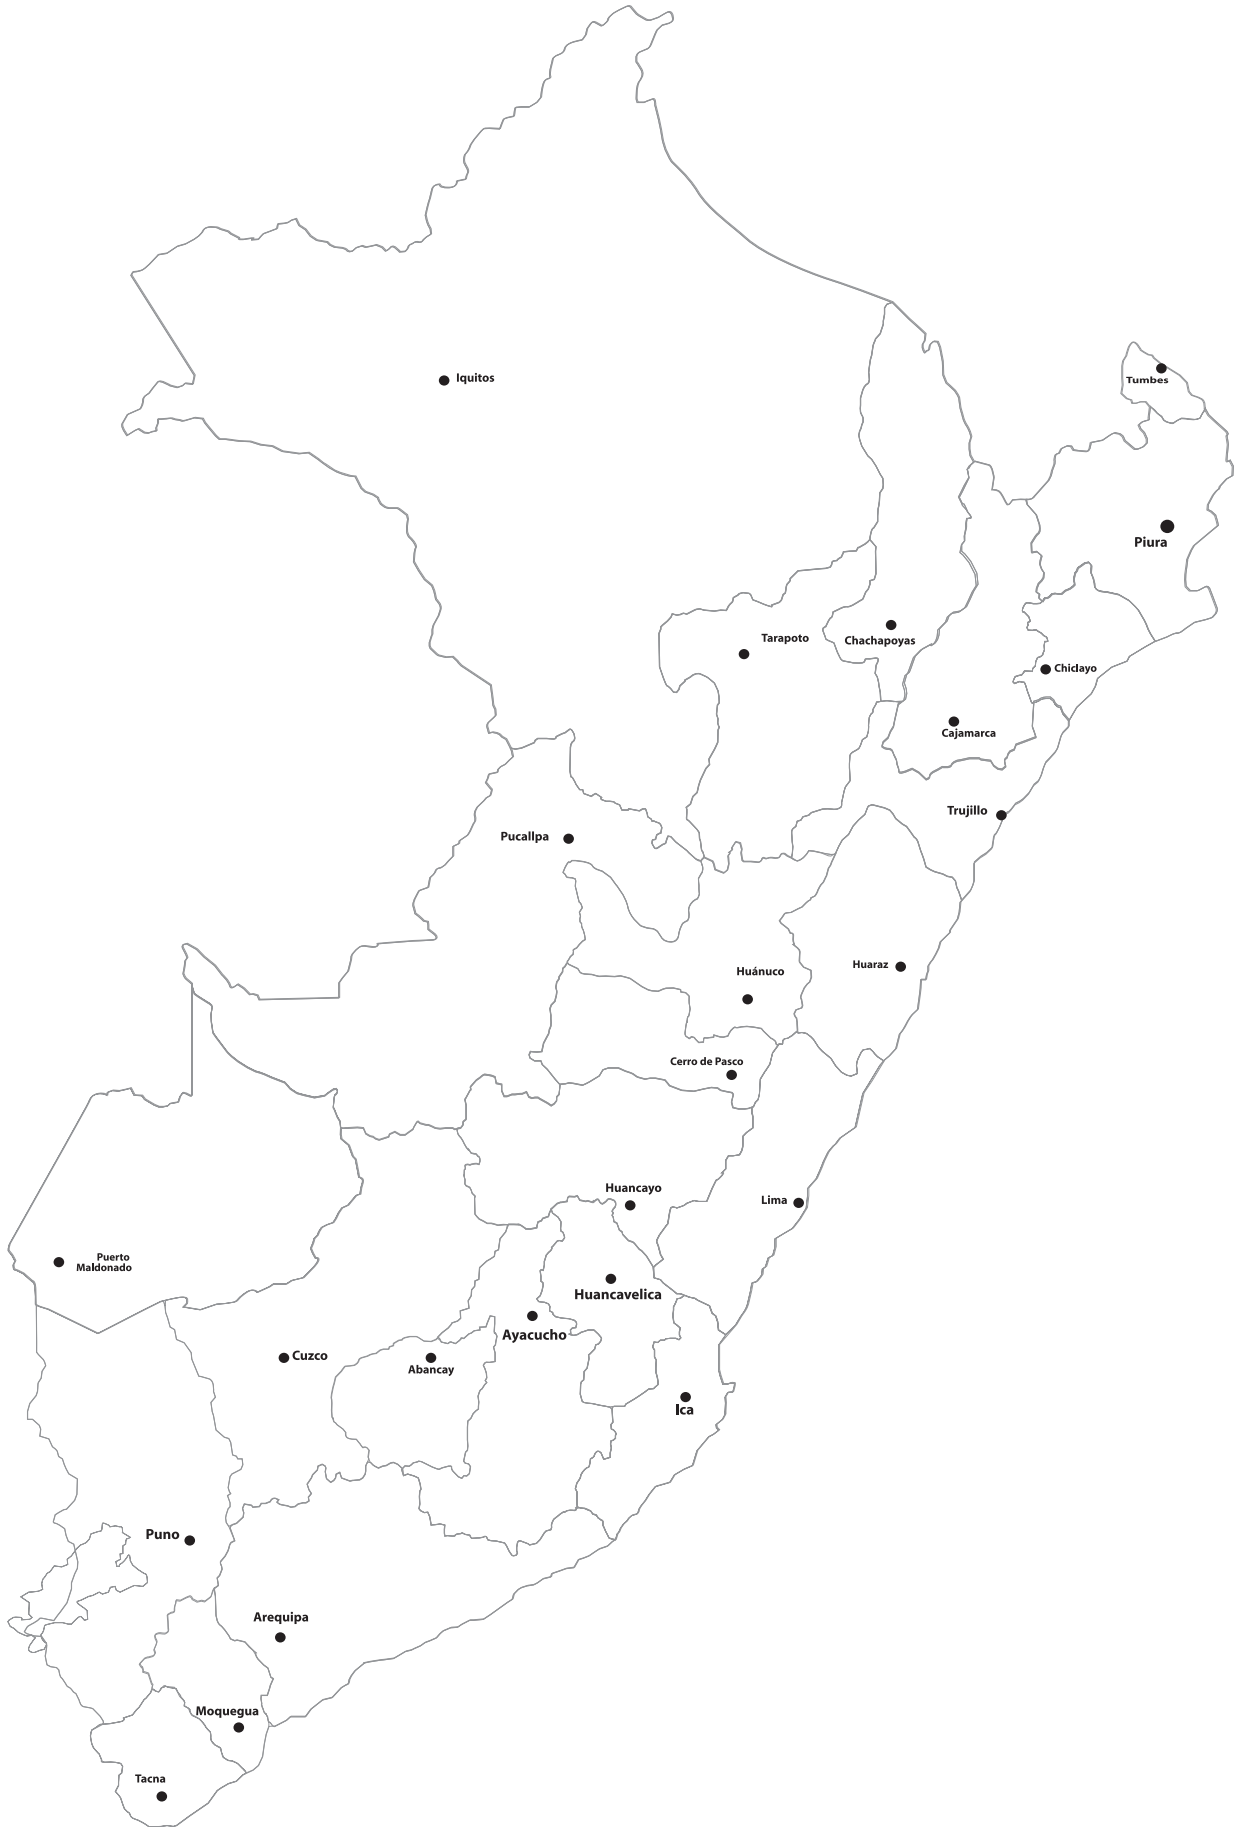 Iquitos
Tumbes
Piura
Tarapoto
Chachapoyas
Chiclayo
Cajamarca
Trujillo
Pucallpa
Huaraz
Huánuco
Cerro de Pasco
Huancayo
Lima
Puerto
Maldonado
Huancavelica
Ayacucho
Cuzco
Abancay
Ica
Puno
Arequipa
Moquegua
Tacna